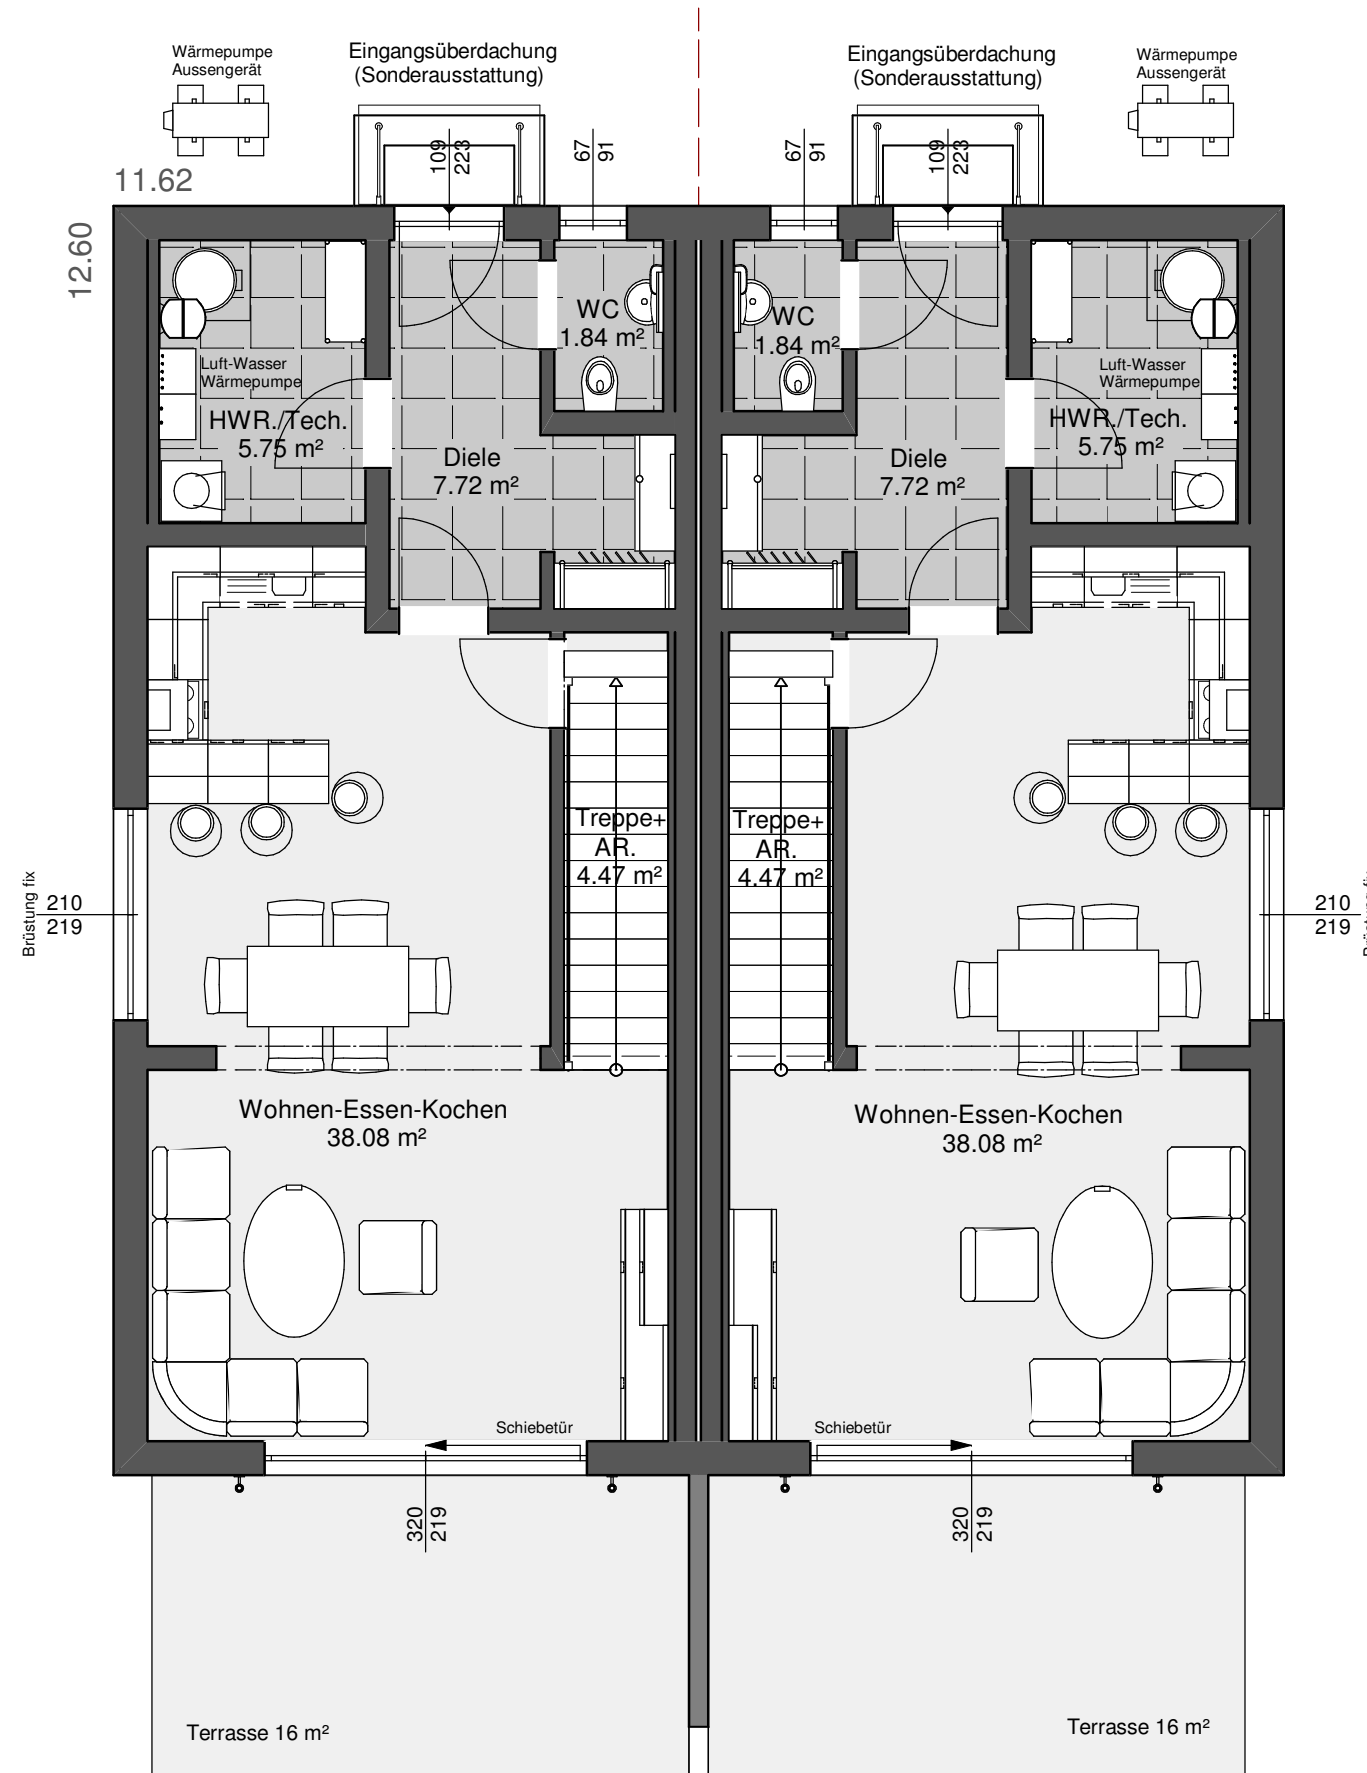 Wärmepumpe
Aussengerät
Eingangsüberdachung
(Sonderausstattung)
Eingangsüberdachung
(Sonderausstattung)
Wärmepumpe
Aussengerät
109
223
67
91
67
91
109
223
11.62
12.60
WC
1.84 m²
WC
1.84 m²
Luft-Wasser
Wärmepumpe
Luft-Wasser
Wärmepumpe
HWR./Tech.
5.75 m²
HWR./Tech.
5.75 m²
Diele
7.72 m²
Diele
7.72 m²
Treppe+
AR.
4.47 m²
Treppe+
AR.
4.47 m²
Brüstung fix
210
219
210
219
Brüstung fix
Wohnen-Essen-Kochen
38.08 m²
Wohnen-Essen-Kochen
38.08 m²
Schiebetür
Schiebetür
320
219
320
219
Terrasse 16 m²
Terrasse 16 m²